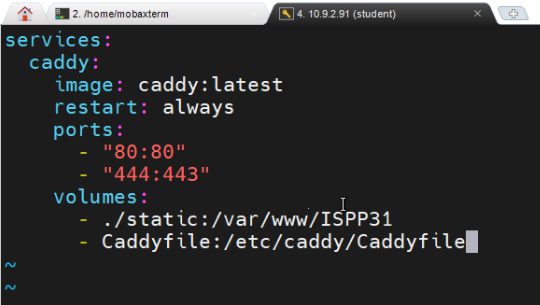 2. /home/mobaxterm
4. 10.9.2.91 (student)
services:
  caddy:
    image: caddy:latest
    restart: always
    ports:
      - "80:80"
      - "444:443"
    volumes:
      - ./static:/var/www/ISPP31
      - Caddyfile:/etc/caddy/Caddyfile
~
~